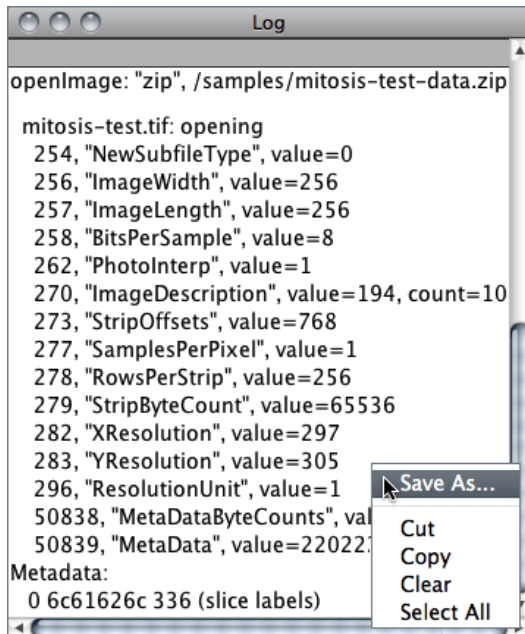 Log
openImage: "zip", /samples/mitosis-test-data.zip
mitosis-test.tif: opening
254, "NewSubfileType", value=0
256, "ImageWidth", value=256
257, "ImageLength", value=256
258, "BitsPerSample", value=8
262, "PhotoInterp", value=1
270, "ImageDescription", value=194, count=10
273, "StripOffsets", value=768
277, "SamplesPerPixel", value=1
278, "RowsPerStrip", value=256
279, "StripByteCount", value=65536
282, "XResolution", value=297
283, "YResolution", value=305
296, "ResolutionUnit", value=1
50838, "MetaDataByteCounts",
50839, "MetaData",
Metadata:
0 6c61626c 336 (slice labels)
Save As...
Cut
Copy
Clear
Select All